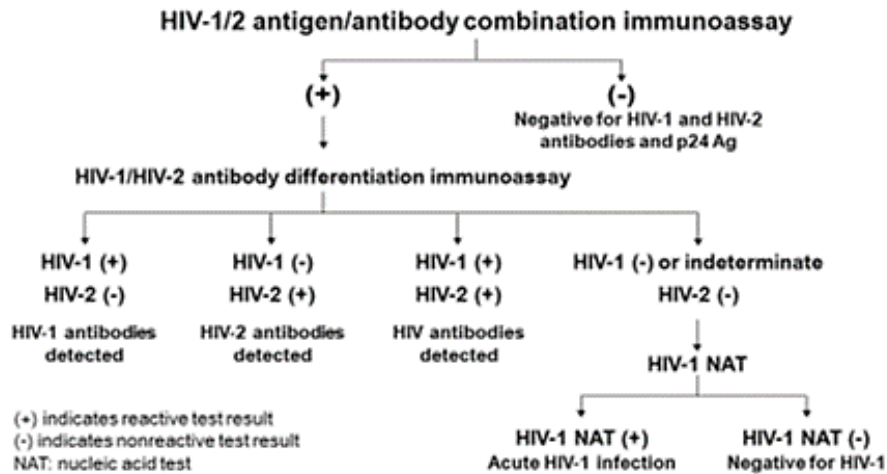 HIV-1/2 antigen/antibody combination immunoassay
(+)
(-)
Negative for HIV-1 and HIV-2
antibodies and p24 Ag
HIV-1/HIV-2 antibody differentiation immunoassay
HIV-1 (+)
HIV-2 (-)
HIV-1 antibodies
detected
HIV-1 (-)
HIV-2 (+)
HIV-2 antibodies
detected
HIV-1 (+)
HIV-2 (+)
HIV antibodies
detected
HIV-1 (-) or indeterminate
HIV-2 (-)
HIV-1 NAT
HIV-1 NAT (+)
Acute HIV-1 infection
HIV-1 NAT (-)
Negative for HIV-1
(+) indicates reactive test result
(-) indicates nonreactive test result
NAT: nucleic acid test